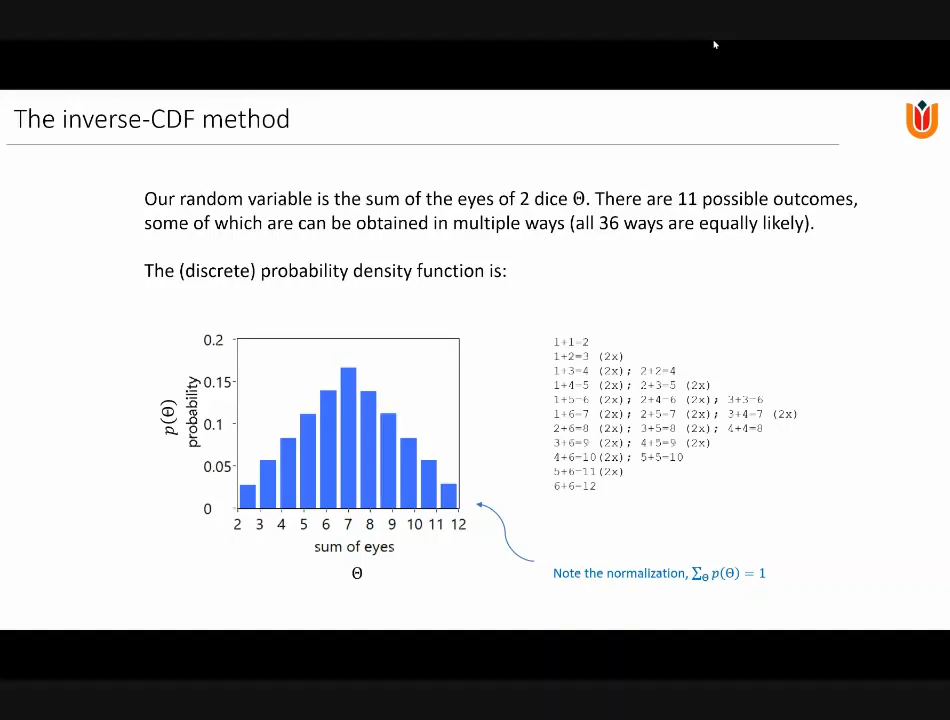 The inverse-CDF method
Our random variable is the sum of the eyes of 2 dice Θ. There are 11 possible outcomes,
some of which are can be obtained in multiple ways (all 36 ways are equally likely).
The (discrete) probability density function is:
0.2
0.15
0.1
0.05
0
p(Θ)
probability
2 3 4 5 6 7 8 9 10 11 12
sum of eyes
Θ
1+1=2
1+2=3 (2x)
1+3=4 (2x); 2+2=4
1+4=5 (2x); 2+3=5 (2x)
1+5=6 (2x); 2+4=6 (2x); 3+3=6
1+6=7 (2x); 2+5=7 (2x); 3+4=7 (2x)
2+6=8 (2x); 3+5=8 (2x); 4+4=8
3+6=9 (2x); 4+5=9 (2x)
4+6=10(2x); 5+5=10
5+6=11(2x)
6+6=12
Note the normalization, ∑Θ p(Θ) = 1